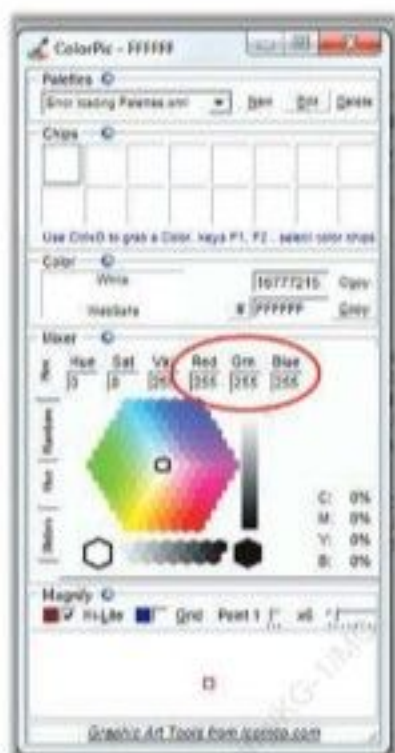 ColorPic - FFFFFF
Palettes
Error loading Palettes.xml New Edit Delete
Chips
Use Ctrl+G to grab a Color, keys F1, F2.. select color chips
Color
White 16777215 Copy
WebSafe # FFFFFF Copy
Mixer
Hex
Random
Hue Sat Val Red Grn Blue
0 0 255 255 255 255
C: 0%
M: 0%
Y: 0%
B: 0%
Magnify
Hi-Lite Grid Point 1 x6
Graphic Art Tools from Iconico.com